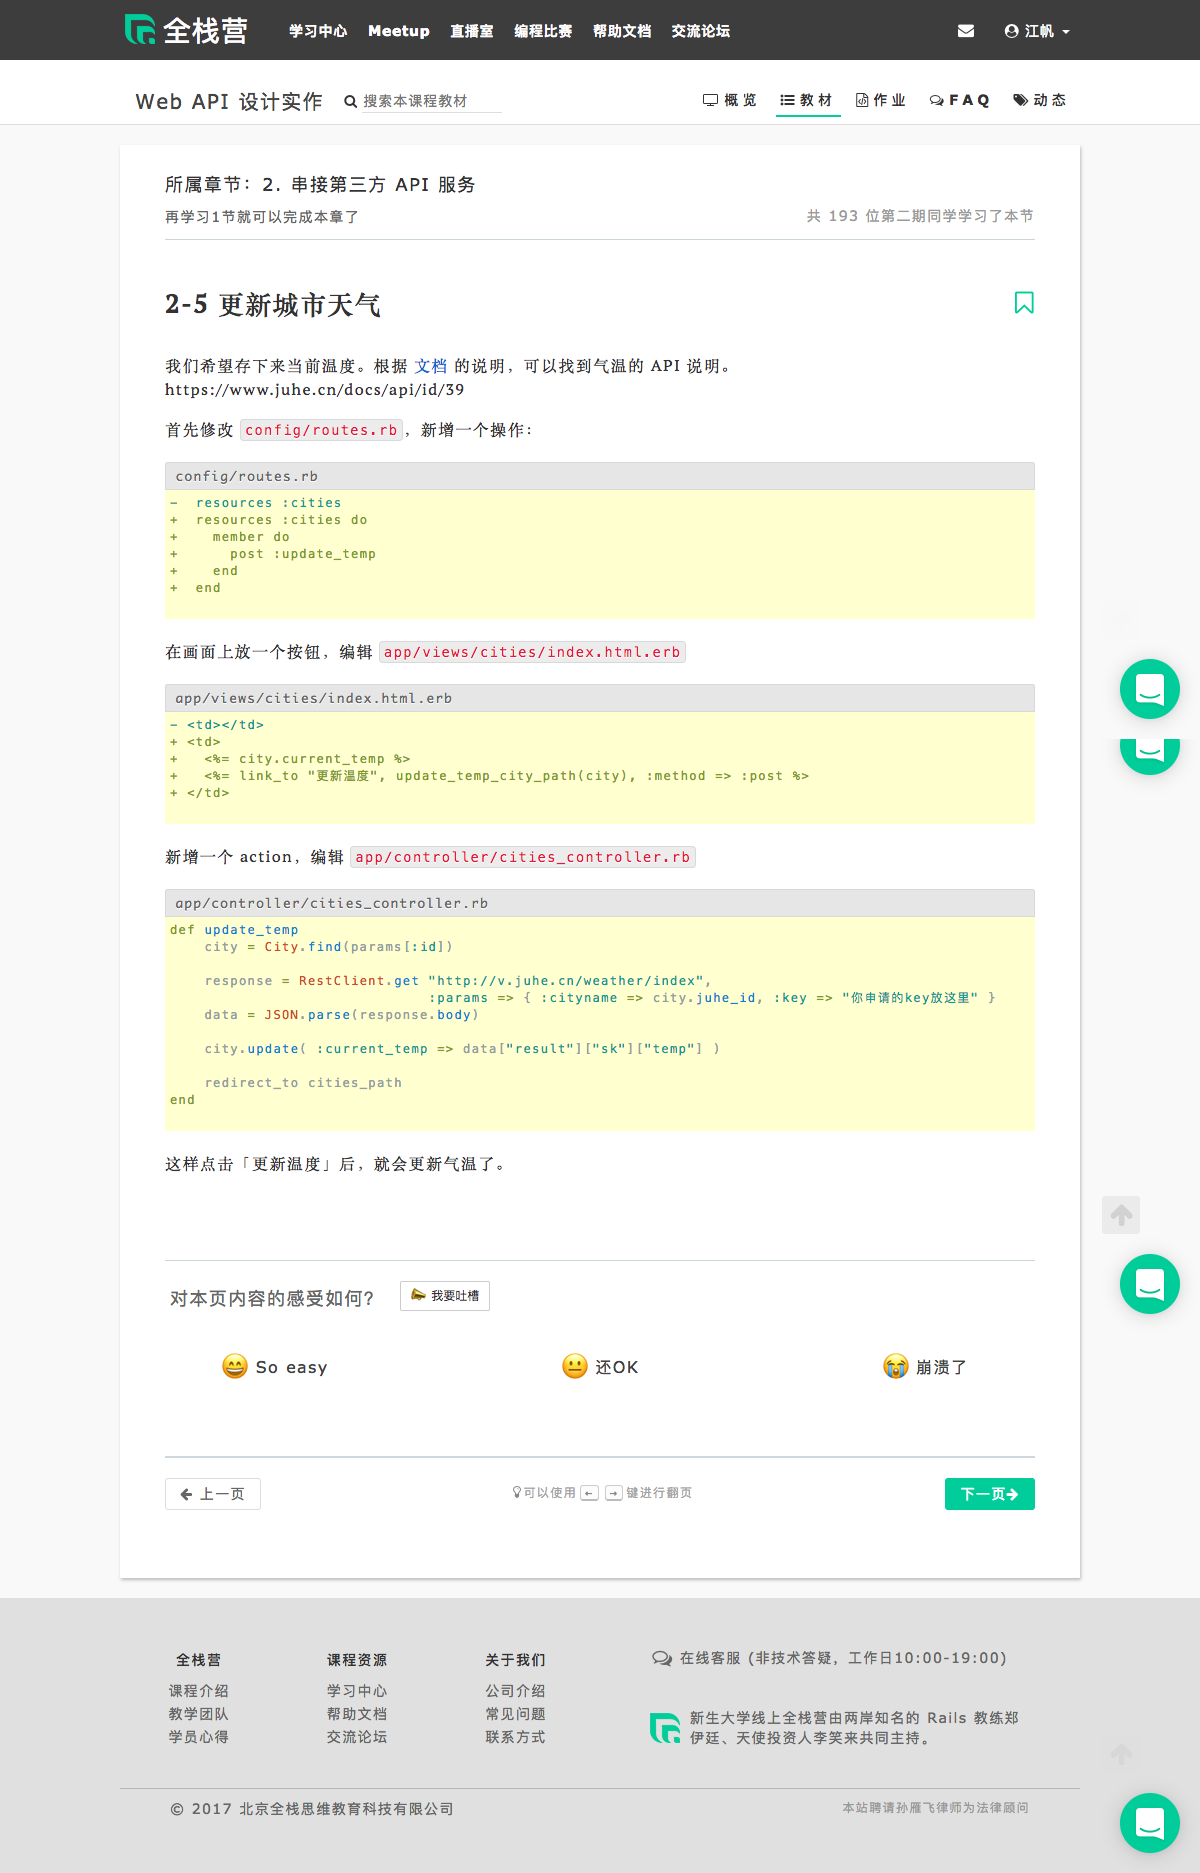 全栈营 学习中心 Meetup 直播室 编程比赛 帮助文档 交流论坛 江帆
Web API 设计实作 搜索本课程教材 概览 教材 作业 FAQ 动态
所属章节：2. 串接第三方 API 服务
再学习1节就可以完成本章了 共 193 位第二期同学学习了本节
2-5 更新城市天气
我们希望存下来当前温度。根据 文档 的说明，可以找到气温的 API 说明。
https://www.juhe.cn/docs/api/id/39
首先修改 config/routes.rb，新增一个操作：
config/routes.rb
-  resources :cities
+  resources :cities do
+    member do
+      post :update_temp
+    end
+  end
在画面上放一个按钮，编辑 app/views/cities/index.html.erb
app/views/cities/index.html.erb
- <td></td>
+ <td>
+   <%= city.current_temp %>
+   <%= link_to "更新温度", update_temp_city_path(city), :method => :post %>
+ </td>
新增一个 action，编辑 app/controller/cities_controller.rb
app/controller/cities_controller.rb
def update_temp
    city = City.find(params[:id])
    response = RestClient.get "http://v.juhe.cn/weather/index",
                              :params => { :cityname => city.juhe_id, :key => "你申请的key放这里" }
    data = JSON.parse(response.body)
    city.update( :current_temp => data["result"]["sk"]["temp"] )
    redirect_to cities_path
end
这样点击「更新温度」后，就会更新气温了。
对本页内容的感受如何？ 我要吐槽
So easy 还OK 崩溃了
← 上一页 可以使用 ← → 键进行翻页 下一页→
全栈营 课程资源 关于我们 在线客服 (非技术答疑，工作日10:00-19:00)
课程介绍 学习中心 公司介绍
教学团队 帮助文档 常见问题 新生大学线上全栈营由两岸知名的 Rails 教练郑
学员心得 交流论坛 联系方式 伊廷、天使投资人李笑来共同主持。
© 2017 北京全栈思维教育科技有限公司 本站聘请孙雁飞律师为法律顾问